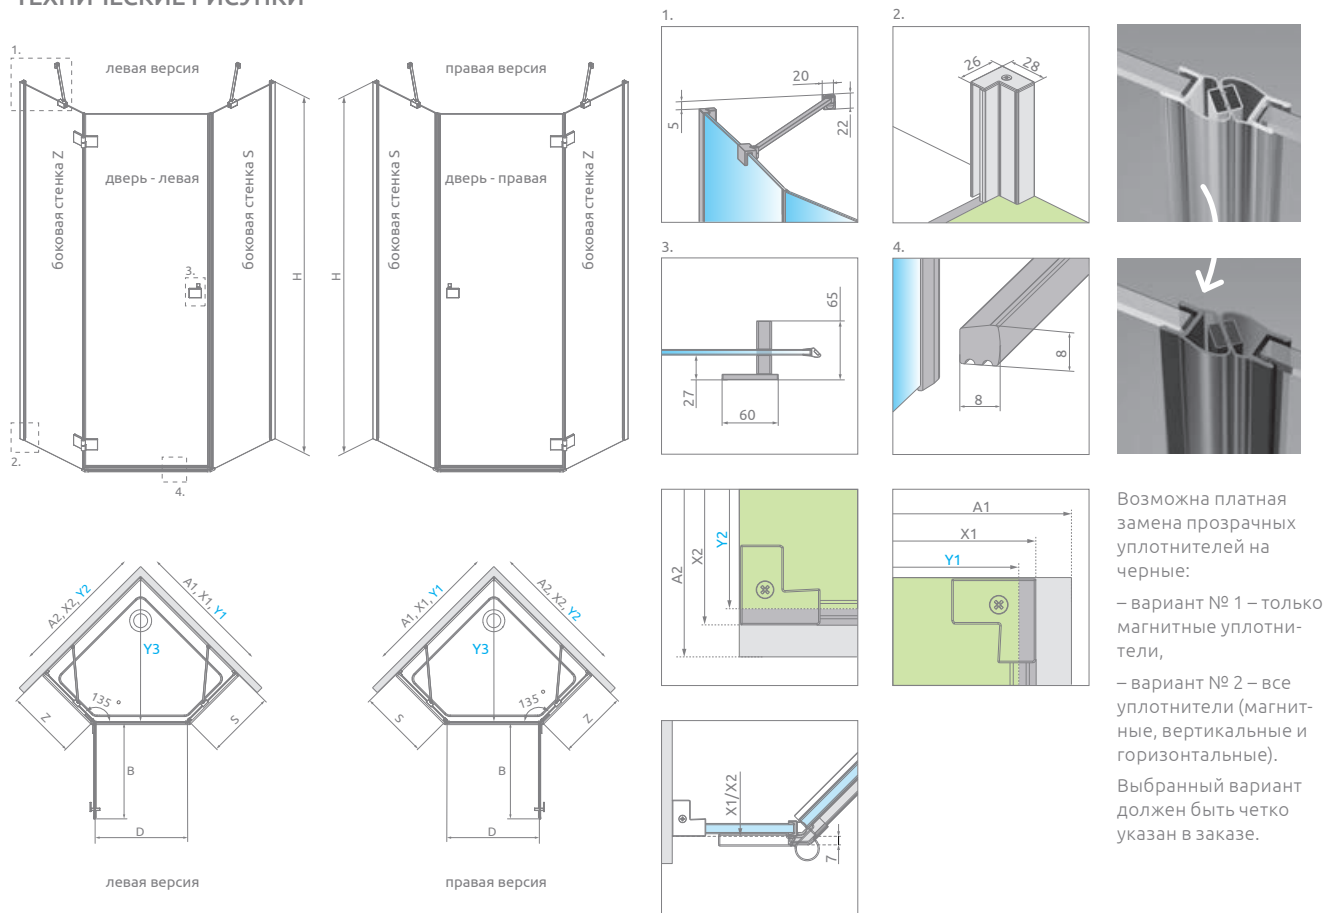 ТЕХНИЧЕСКИЕ РИСУНКИ
1.
левая версия
боковая стенка Z
дверь - левая
боковая стенка S
3.
H
2.
4.
правая версия
H
боковая стенка S
дверь - правая
боковая стенка Z
A2, X2, Y2
A1, X1, Y1
Y3
135 °
Z
S
B
D
левая версия
A1, X1, Y1
A2, X2, Y2
Y3
135 °
S
Z
B
D
правая версия
1.
20
5
22
2.
26
28
3.
65
27
60
4.
8
8
A2
X2
Y2
A1
X1
Y1
X1/X2
7
Возможна платная
замена прозрачных
уплотнителей на
черные:
– вариант № 1 – только
магнитные уплотни-
тели,
– вариант № 2 – все
уплотнители (магнит-
ные, вертикальные и
горизонтальные).
Выбранный вариант
должен быть четко
указан в заказе.